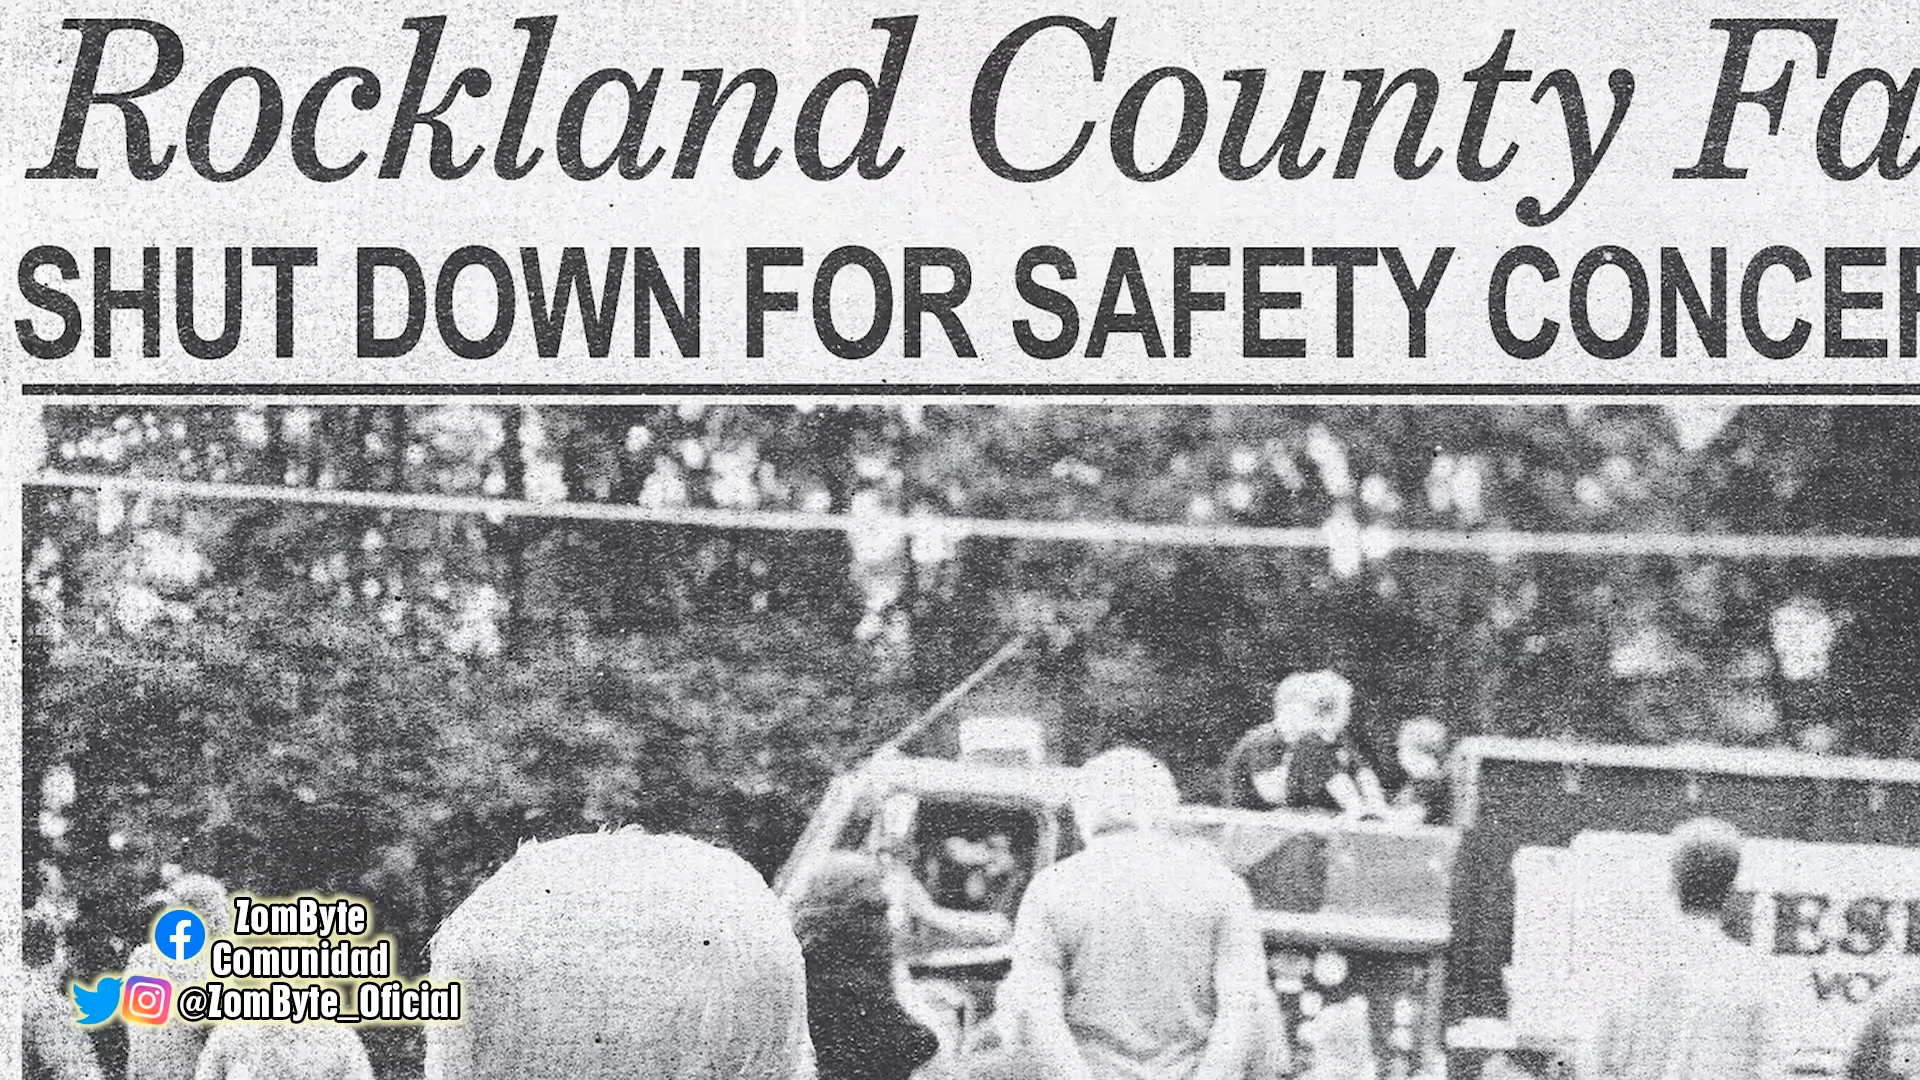 Rockland County Fa
SHUT DOWN FOR SAFETY CONCER
ZomByte
Comunidad
@ZomByte_Oficial